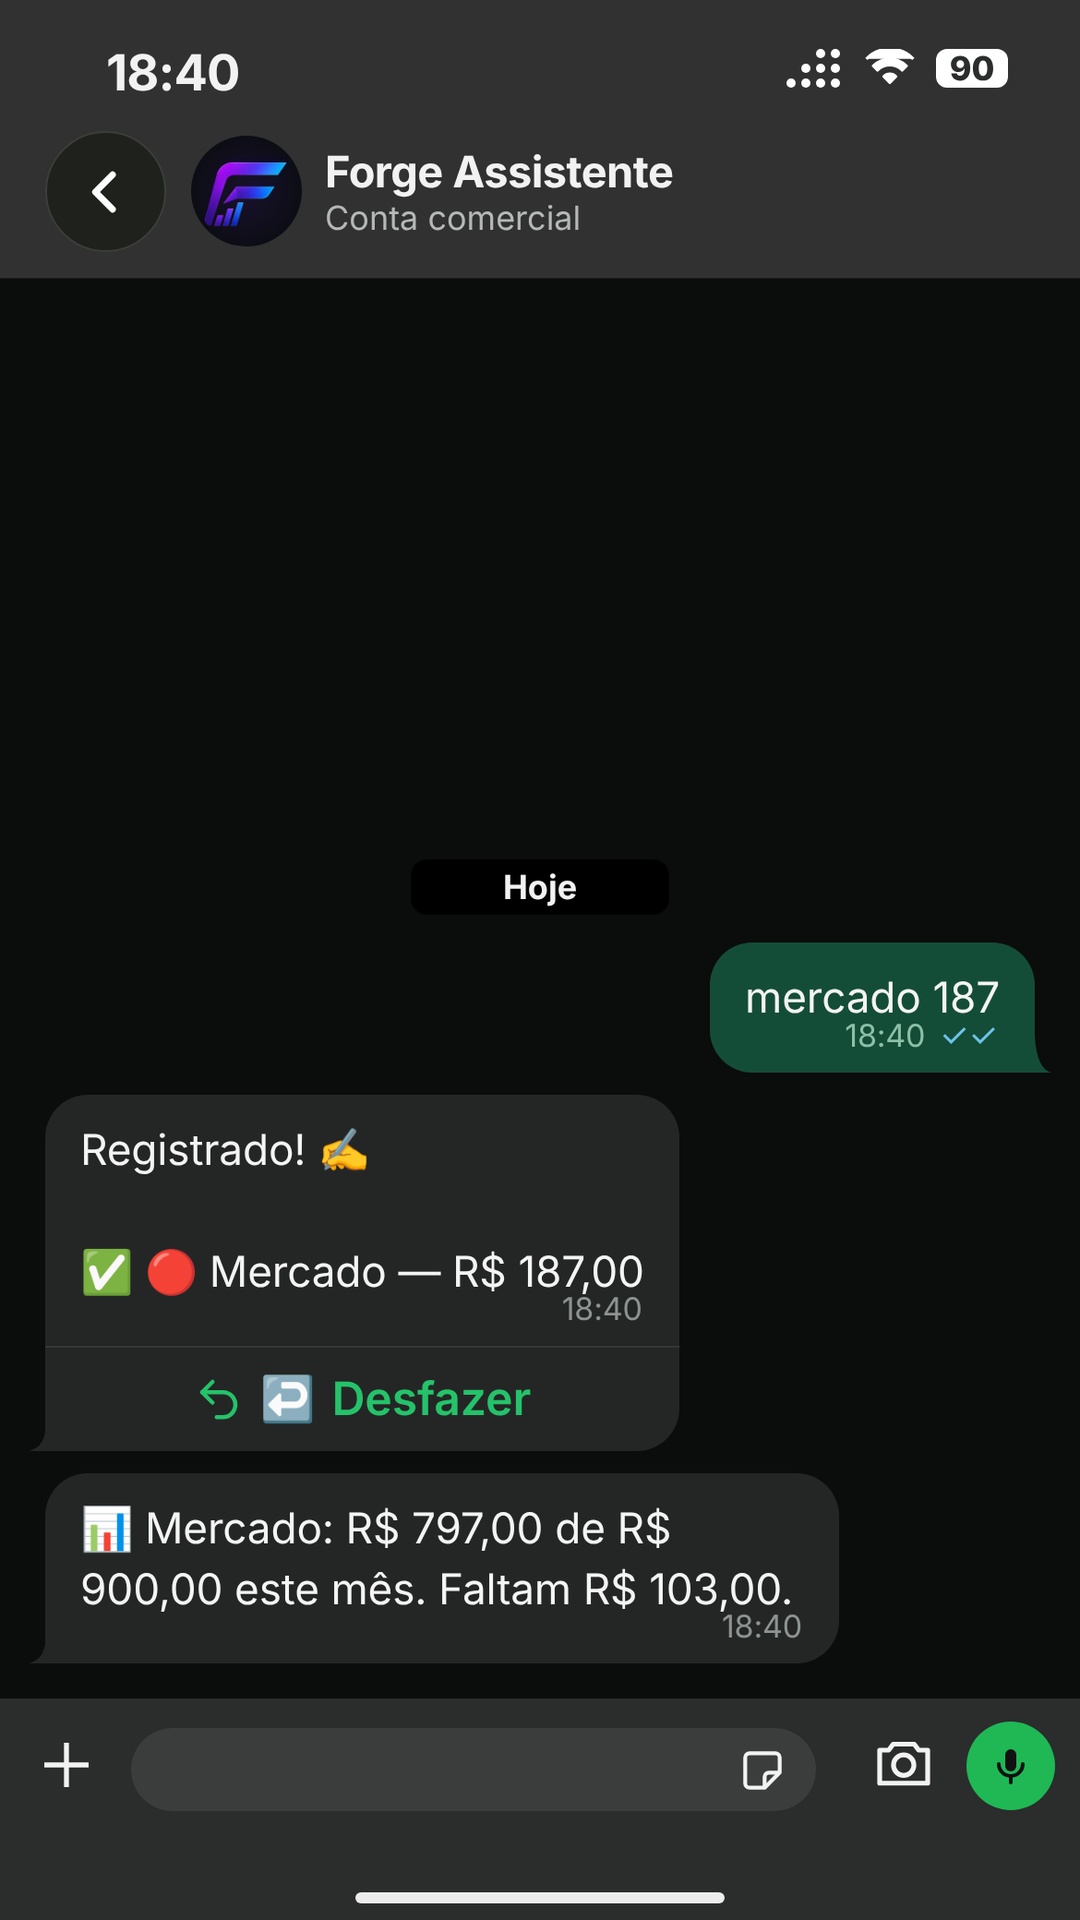 18:40
90
Forge Assistente
Conta comercial
Hoje
mercado 187
18:40
Registrado! ✍️
✅ 🔴 Mercado — R$ 187,00
18:40
↩️ Desfazer
📊 Mercado: R$ 797,00 de R$
900,00 este mês. Faltam R$ 103,00.
18:40